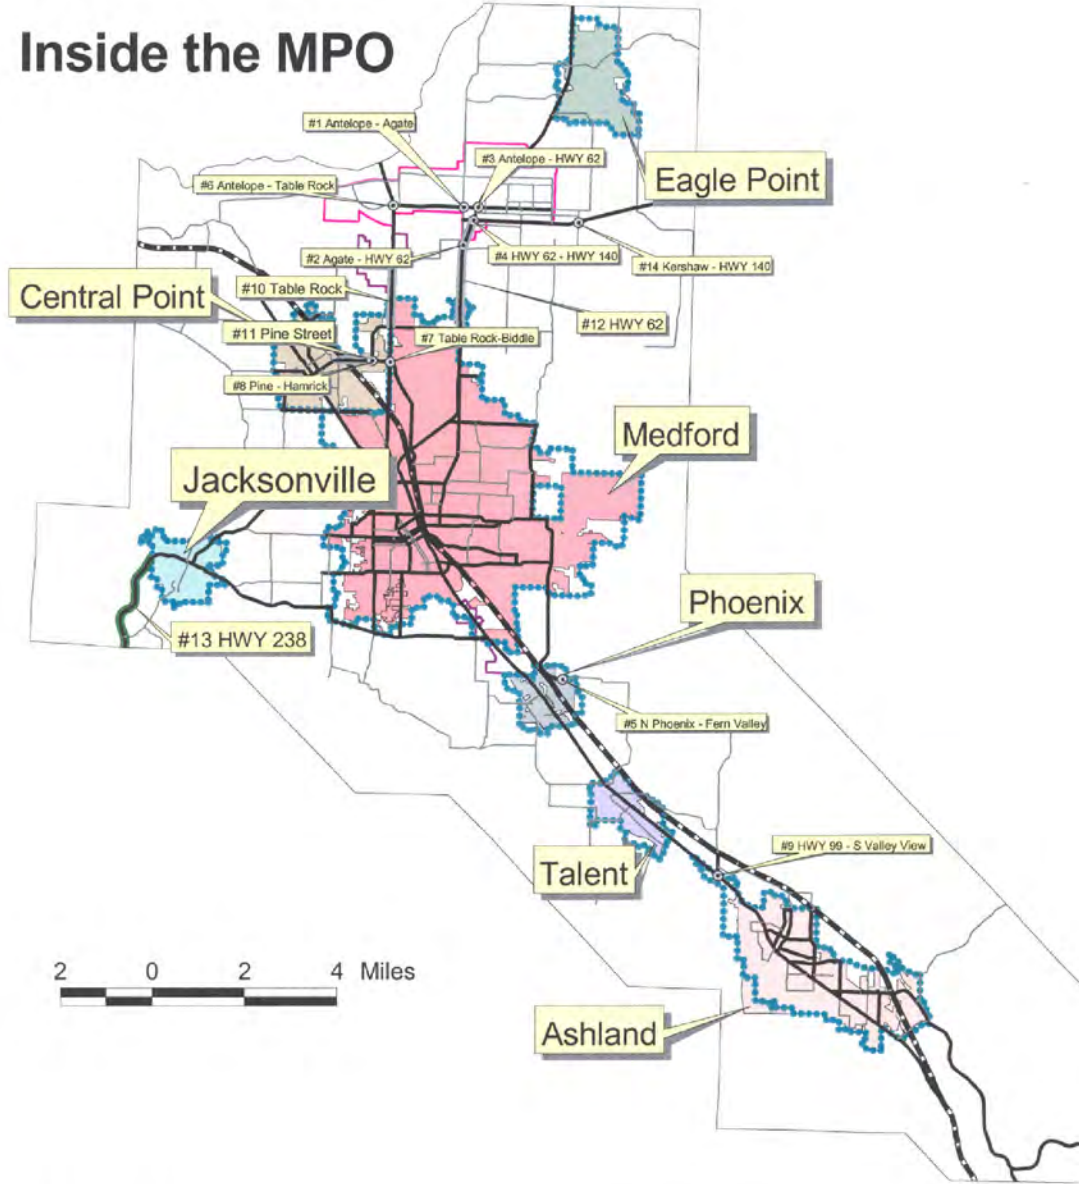 Inside the MPO
#1 Antelope - Agate
#3 Antelope - HWY 62
Eagle Point
#6 Antelope - Table Rock
#2 Agate - HWY 62
#4 HWY 62 - HWY 140
#14 Kershaw - HWY 140
Central Point
#10 Table Rock
#12 HWY 62
#11 Pine Street
#7 Table Rock-Biddle
#8 Pine - Hamrick
Medford
Jacksonville
Phoenix
#13 HWY 238
#5 N Phoenix - Fern Valley
#9 HWY 99 - S Valley View
Talent
2 0 2 4 Miles
Ashland